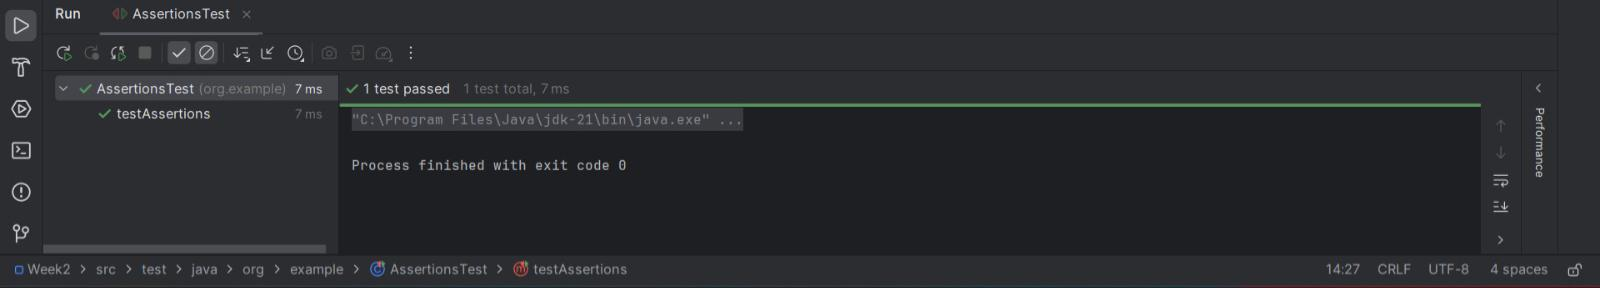 Run AssertionsTest
AssertionsTest (org.example) 7 ms
testAssertions 7 ms
1 test passed 1 test total, 7 ms
"C:\Program Files\Java\jdk-21\bin\java.exe" ...
Process finished with exit code 0
Performance
Week2 > src > test > java > org > example > AssertionsTest > testAssertions
14:27 CRLF UTF-8 4 spaces